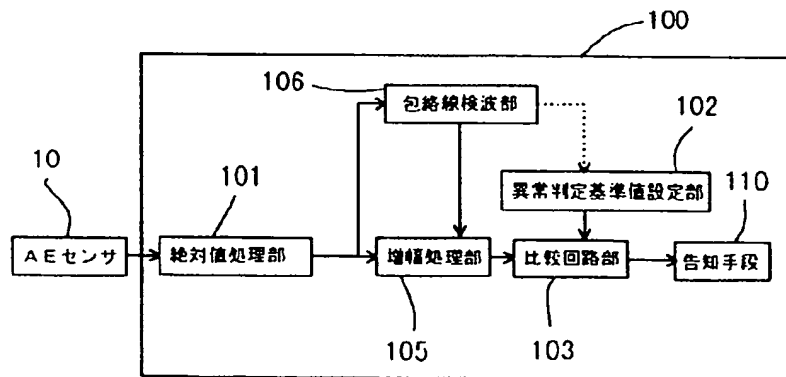 100
106
包絡線検波部
102
10
101
異常判定基準値設定部
110
AEセンサ
絶対値処理部
増幅処理部
比較回路部
告知手段
105
103